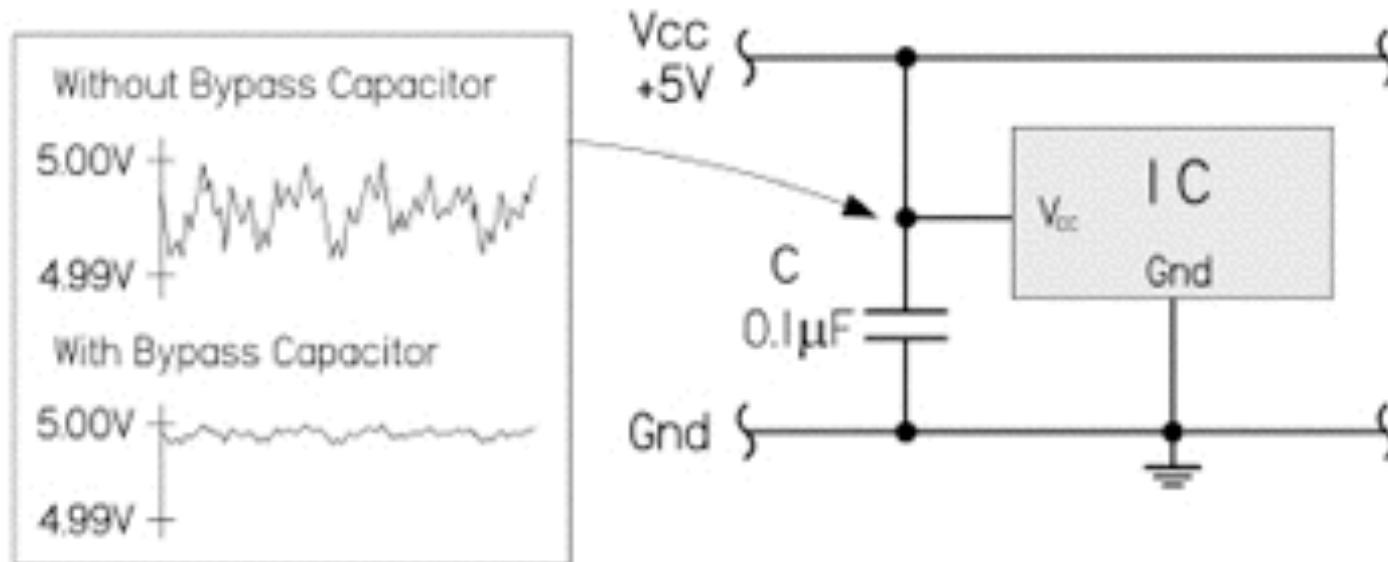 Without Bypass Capacitor
5.00V
4.99V
With Bypass Capacitor
5.00V
4.99V
Vcc
+5V
IC
Vcc
Gnd
C
0.1μF
Gnd